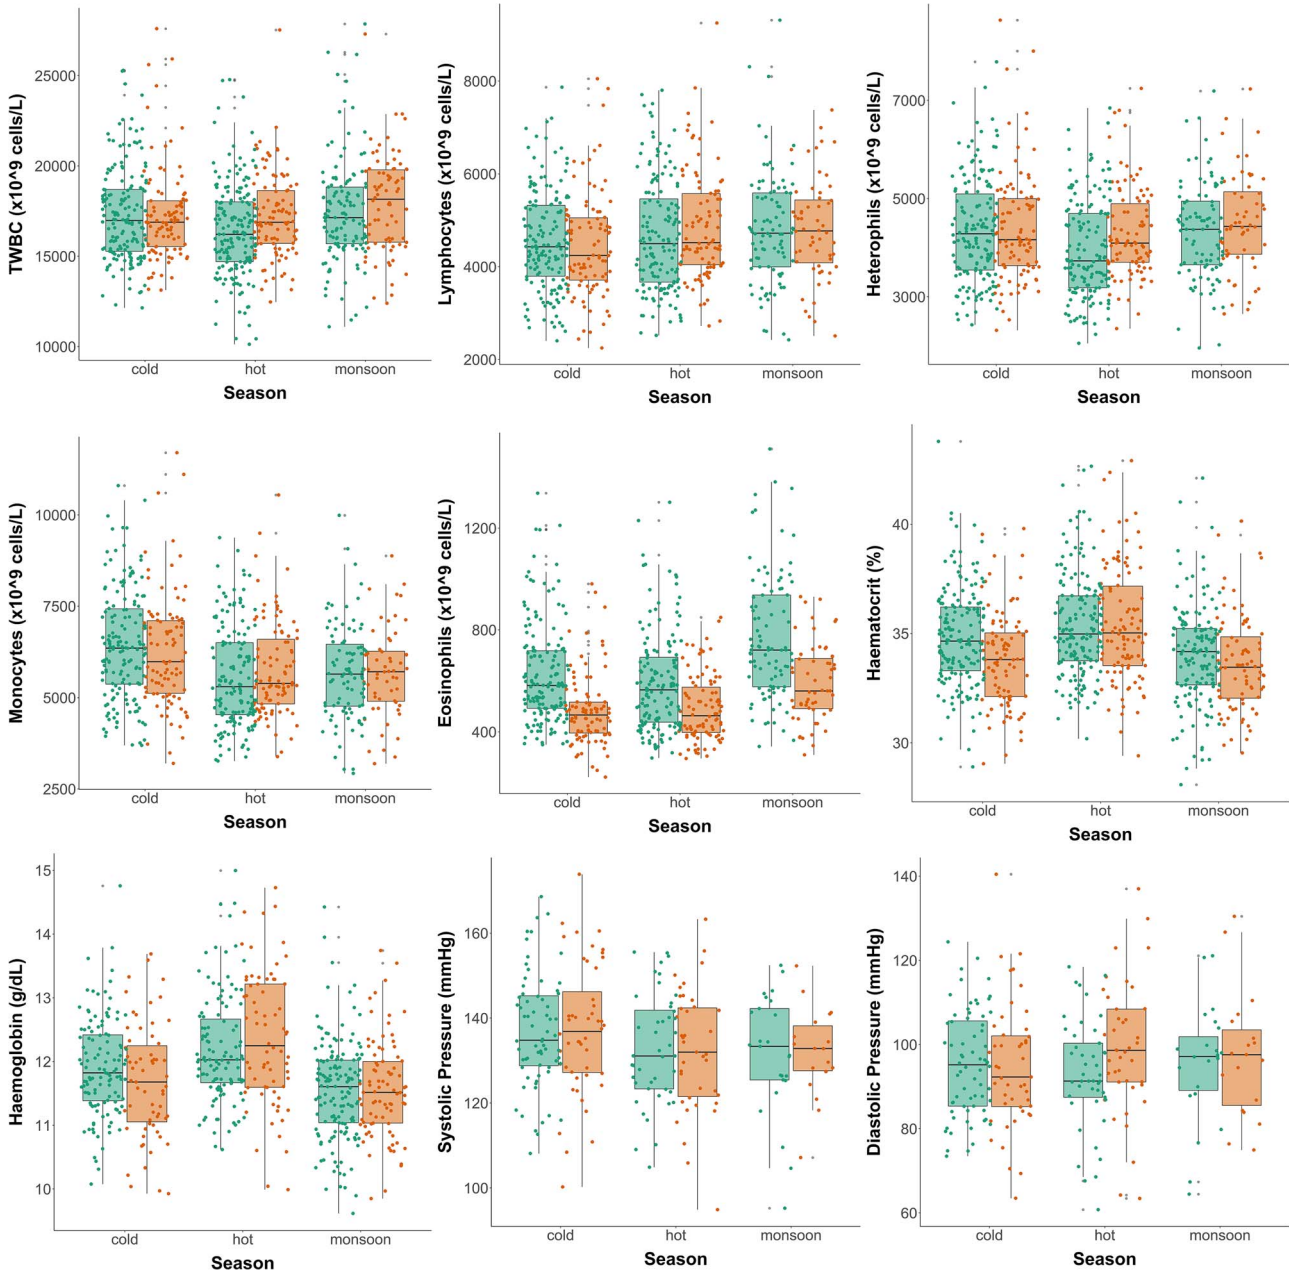 TWBC (x10^9 cells/L)
25000
20000
15000
10000
cold hot monsoon
Season
Lymphocytes (x10^9 cells/L)
8000
6000
4000
2000
cold hot monsoon
Season
Heterophils (x10^9 cells/L)
7000
5000
3000
cold hot monsoon
Season
Monocytes (x10^9 cells/L)
10000
7500
5000
2500
cold hot monsoon
Season
Eosinophils (x10^9 cells/L)
1200
800
400
cold hot monsoon
Season
Haematocrit (%)
40
35
30
cold hot monsoon
Season
Haemoglobin (g/dL)
15
14
13
12
11
10
cold hot monsoon
Season
Systolic Pressure (mmHg)
160
140
120
100
cold hot monsoon
Season
Diastolic Pressure (mmHg)
140
120
100
80
60
cold hot monsoon
Season